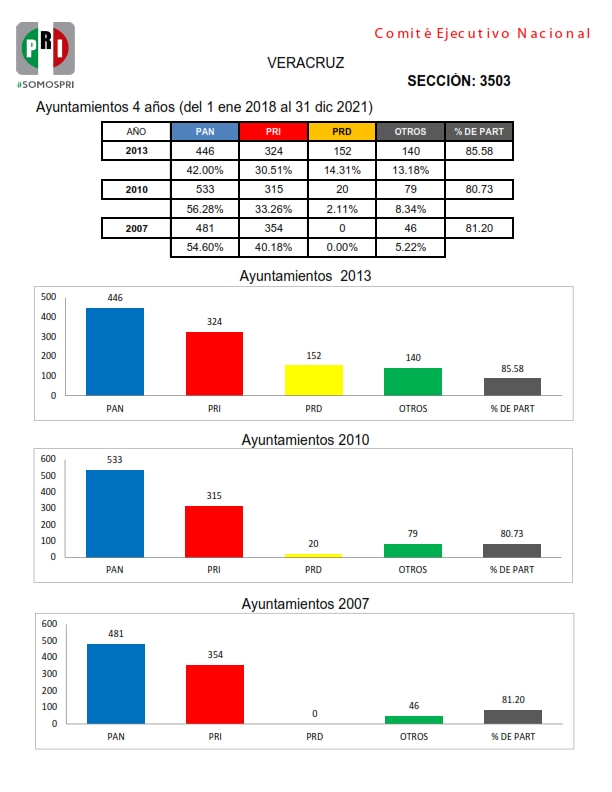 Comité Ejecutivo Nacional
PRI
#SOMOSPRI
VERACRUZ
SECCIÓN: 3503
Ayuntamientos 4 años (del 1 ene 2018 al 31 dic 2021)
AÑO PAN PRI PRD OTROS % DE PART
2013 446 324 152 140 85.58
42.00% 30.51% 14.31% 13.18%
2010 533 315 20 79 80.73
56.28% 33.26% 2.11% 8.34%
2007 481 354 0 46 81.20
54.60% 40.18% 0.00% 5.22%
Ayuntamientos 2013
500
400
300
200
100
0
446 324 152 140 85.58
PAN PRI PRD OTROS % DE PART
Ayuntamientos 2010
600
500
400
300
200
100
0
533 315 20 79 80.73
PAN PRI PRD OTROS % DE PART
Ayuntamientos 2007
600
500
400
300
200
100
0
481 354 0 46 81.20
PAN PRI PRD OTROS % DE PART